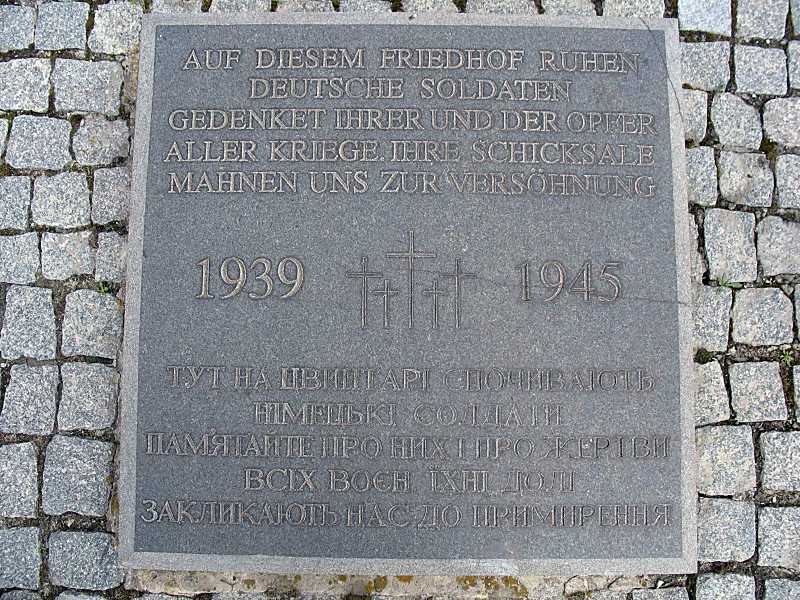 AUF DIESEM FRIEDHOF RUHEN
DEUTSCHE SOLDATEN
GEDENKET IHRER UND DER OPFER
ALLER KRIEGE. IHRE SCHICKSALE
MAHNEN UNS ZUR VERSÖHNUNG
1939 1945
ТУТ НА ЦВИНТАРІ СПОЧИВАЮТЬ
НІМЕЦЬКІ СОЛДАТИ
ПАМ'ЯТАЙТЕ ПРО НИХ І ПРО ЖЕРТВИ
ВСІХ ВОЄН. ЇХНІ ДОЛІ
ЗАКЛИКАЮТЬ НАС ДО ПРИМИРЕННЯ